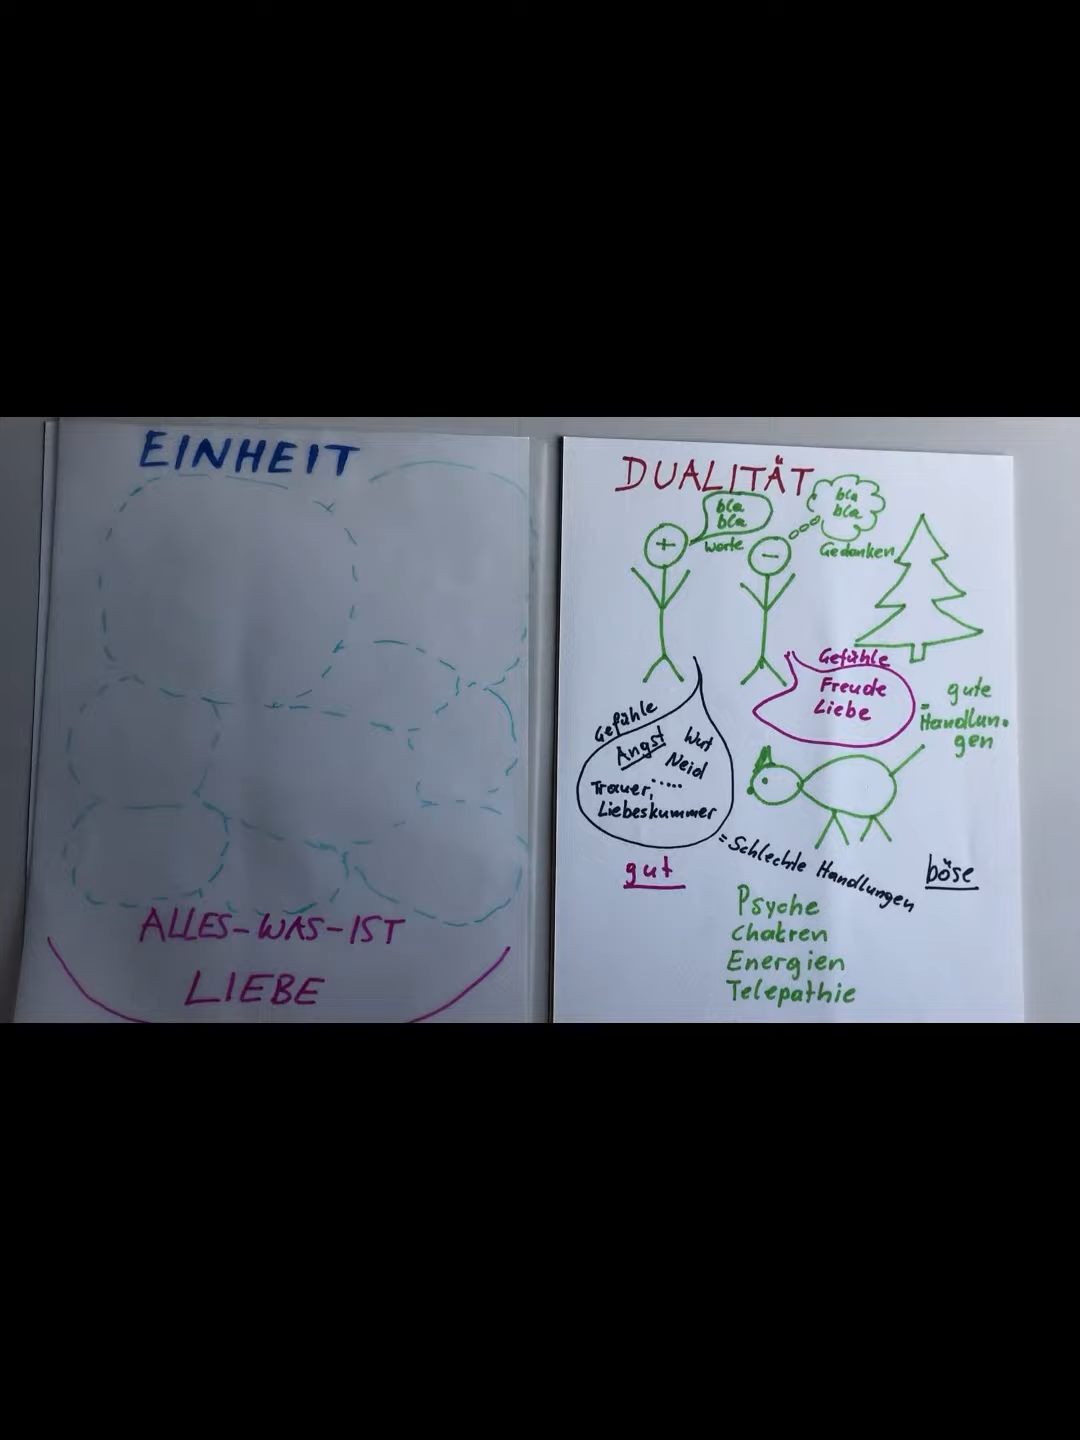 EINHEIT
ALLES-WAS-IST
LIEBE
DUALITÄT
bla
bla
Worte
bla
bla
Gedanken
+
-
Gefühle
Freude
Liebe
= gute
Handlun-
gen
Gefühle
Angst
Wut
Neid
.....
Trauer,
Liebeskummer
= Schlechte Handlungen
gut
böse
Psyche
Chakren
Energien
Telepathie